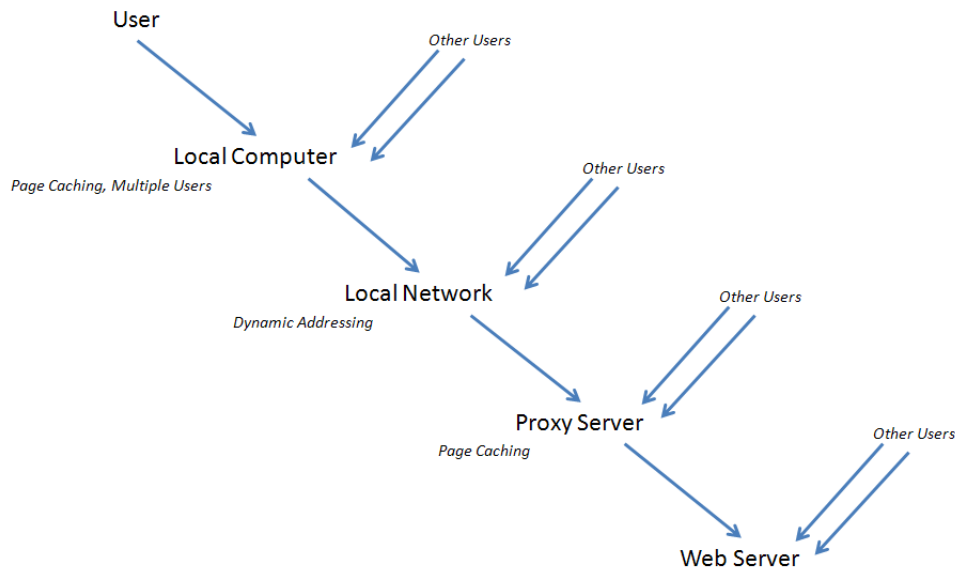 User
Other Users
Local Computer
Page Caching, Multiple Users
Other Users
Local Network
Dynamic Addressing
Other Users
Proxy Server
Page Caching
Other Users
Web Server